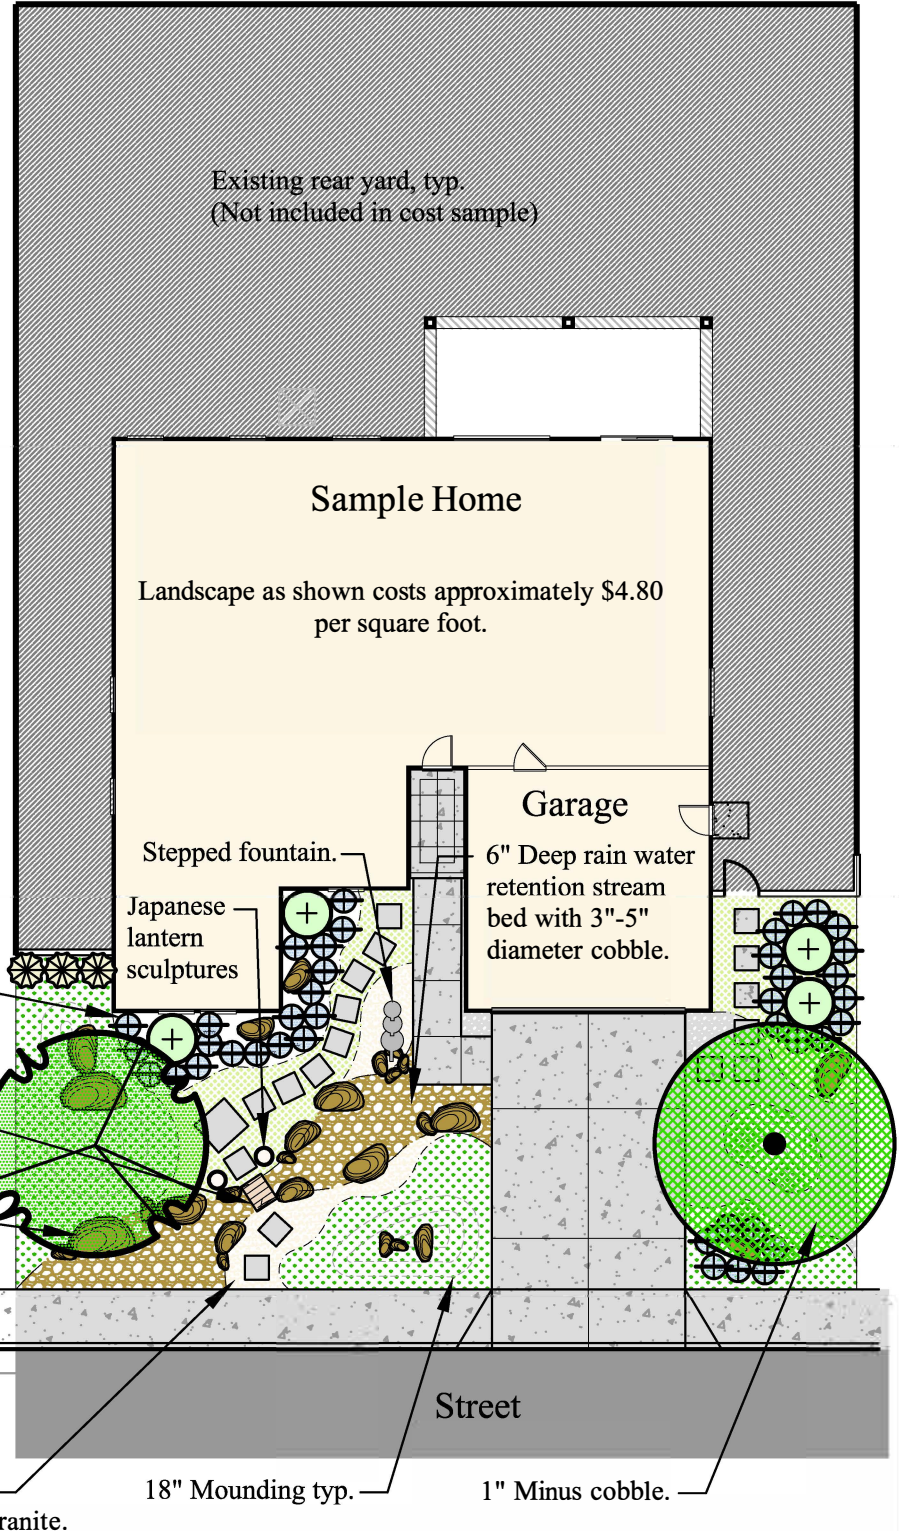 Existing rear yard, typ.
(Not included in cost sample)
Sample Home
Landscape as shown costs approximately $4.80
per square foot.
Garage
Stepped fountain.
6" Deep rain water
retention stream
bed with 3"-5"
diameter cobble.
Japanese
lantern
sculptures
Street
18" Mounding typ.
1" Minus cobble.
ranite.